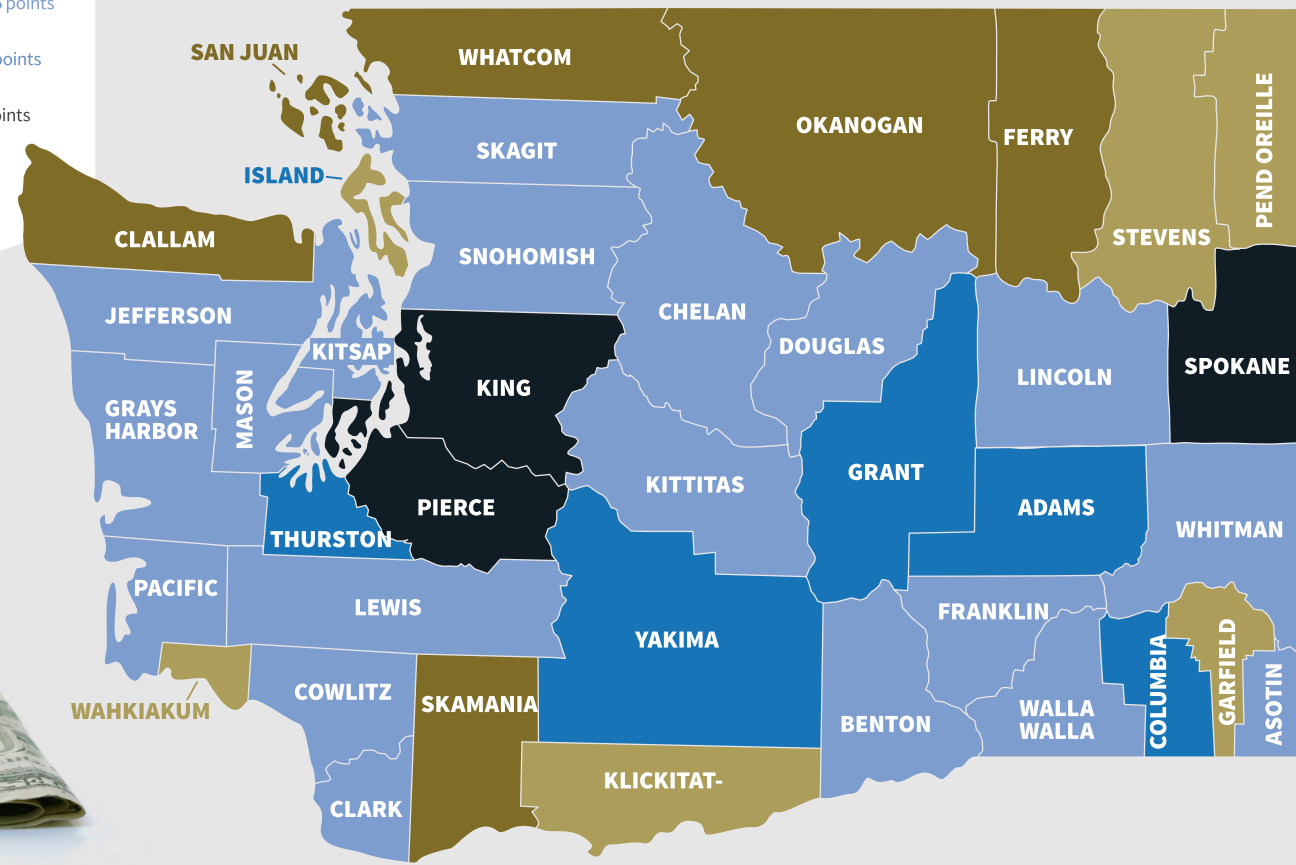 points
points
points
SAN JUAN
WHATCOM
OKANOGAN
FERRY
PEND OREILLE
SKAGIT
ISLAND
STEVENS
CLALLAM
SNOHOMISH
CHELAN
JEFFERSON
DOUGLAS
KITSAP
SPOKANE
LINCOLN
KING
MASON
GRAYS
HARBOR
GRANT
KITTITAS
PIERCE
ADAMS
WHITMAN
THURSTON
PACIFIC
LEWIS
FRANKLIN
YAKIMA
COLUMBIA
GARFIELD
ASOTIN
COWLITZ
SKAMANIA
WAHKIAKUM
WALLA
WALLA
BENTON
KLICKITAT-
CLARK